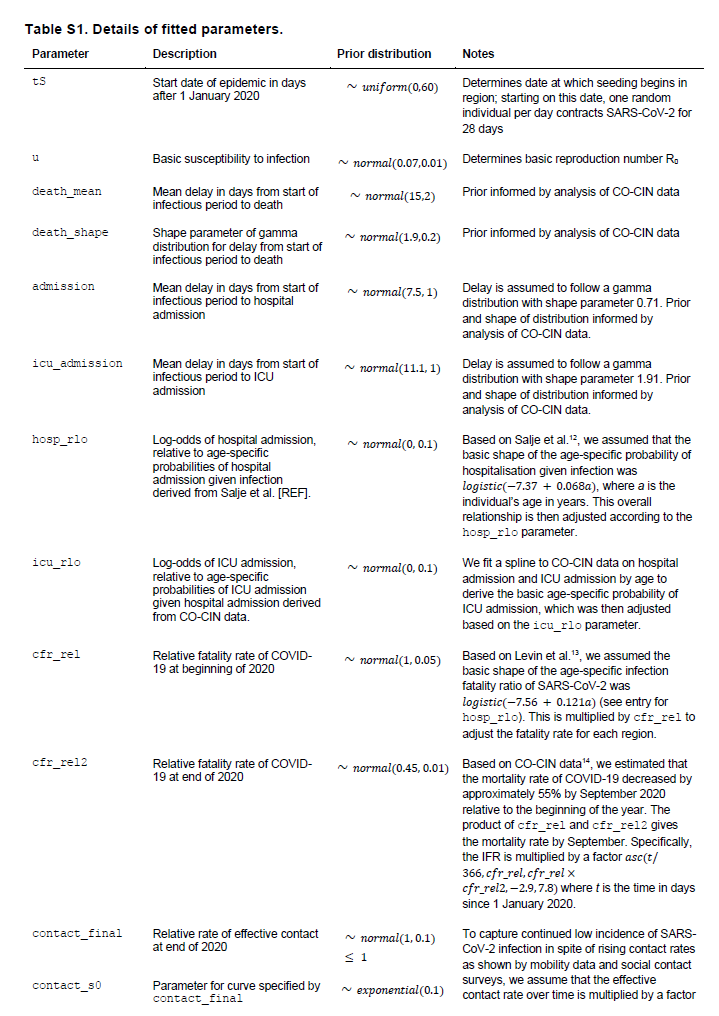 Table S1. Details of fitted parameters.
Parameter Description Prior distribution Notes
tS Start date of epidemic in days after 1 January 2020 ~ uniform(0,60) Determines date at which seeding begins in
region; starting on this date, one random
individual per day contracts SARS-CoV-2 for
28 days
u Basic susceptibility to infection ~ normal(0.07,0.01) Determines basic reproduction number R₀
death_mean Mean delay in days from start of
infectious period to death
~ normal(15,2) Prior informed by analysis of CO-CIN data
death_shape Shape parameter of gamma
distribution for delay from start of
infectious period to death
~ normal(1.9,0.2) Prior informed by analysis of CO-CIN data
admission Mean delay in days from start of
infectious period to hospital
admission
~ normal(7.5, 1) Delay is assumed to follow a gamma
distribution with shape parameter 0.71. Prior
and shape of distribution informed by
analysis of CO-CIN data.
icu_admission Mean delay in days from start of
infectious period to ICU
admission
~ normal(11.1, 1) Delay is assumed to follow a gamma
distribution with shape parameter 1.91. Prior
and shape of distribution informed by
analysis of CO-CIN data.
hosp_rlo Log-odds of hospital admission,
relative to age-specific
probabilities of hospital
admission given infection
derived from Salje et al. [REF].
~ normal(0, 0.1) Based on Salje et al.¹², we assumed that the
basic shape of the age-specific probability of
hospitalisation given infection was
logistic(−7.37 + 0.068a), where a is the
individual's age in years. This overall
relationship is then adjusted according to the
hosp_rlo parameter.
icu_rlo Log-odds of ICU admission,
relative to age-specific
probabilities of ICU admission
given hospital admission derived
from CO-CIN data.
~ normal(0, 0.1) We fit a spline to CO-CIN data on hospital
admission and ICU admission by age to
derive the basic age-specific probability of
ICU admission, which was then adjusted
based on the icu_rlo parameter.
cfr_rel Relative fatality rate of COVID-
19 at beginning of 2020
~ normal(1, 0.05) Based on Levin et al.¹³, we assumed the
basic shape of the age-specific infection
fatality ratio of SARS-CoV-2 was
logistic(−7.56 + 0.121a) (see entry for
hosp_rlo). This is multiplied by cfr_rel to
adjust the fatality rate for each region.
cfr_rel2 Relative fatality rate of COVID-
19 at end of 2020
~ normal(0.45, 0.01) Based on CO-CIN data¹⁴, we estimated that
the mortality rate of COVID-19 decreased by
approximately 55% by September 2020
relative to the beginning of the year. The
product of cfr_rel and cfr_rel2 gives
the mortality rate by September. Specifically,
the IFR is multiplied by a factor asc(t/
366, cfr_rel, cfr_rel ×
cfr_rel2, −2.9, 7.8) where t is the time in days
since 1 January 2020.
contact_final Relative rate of effective contact
at end of 2020
~ normal(1, 0.1)
≤ 1
To capture continued low incidence of SARS-
CoV-2 infection in spite of rising contact rates
as shown by mobility data and social contact
surveys, we assume that the effective
contact rate over time is multiplied by a factor
contact_s0 Parameter for curve specified by
contact_final
~ exponential(0.1)